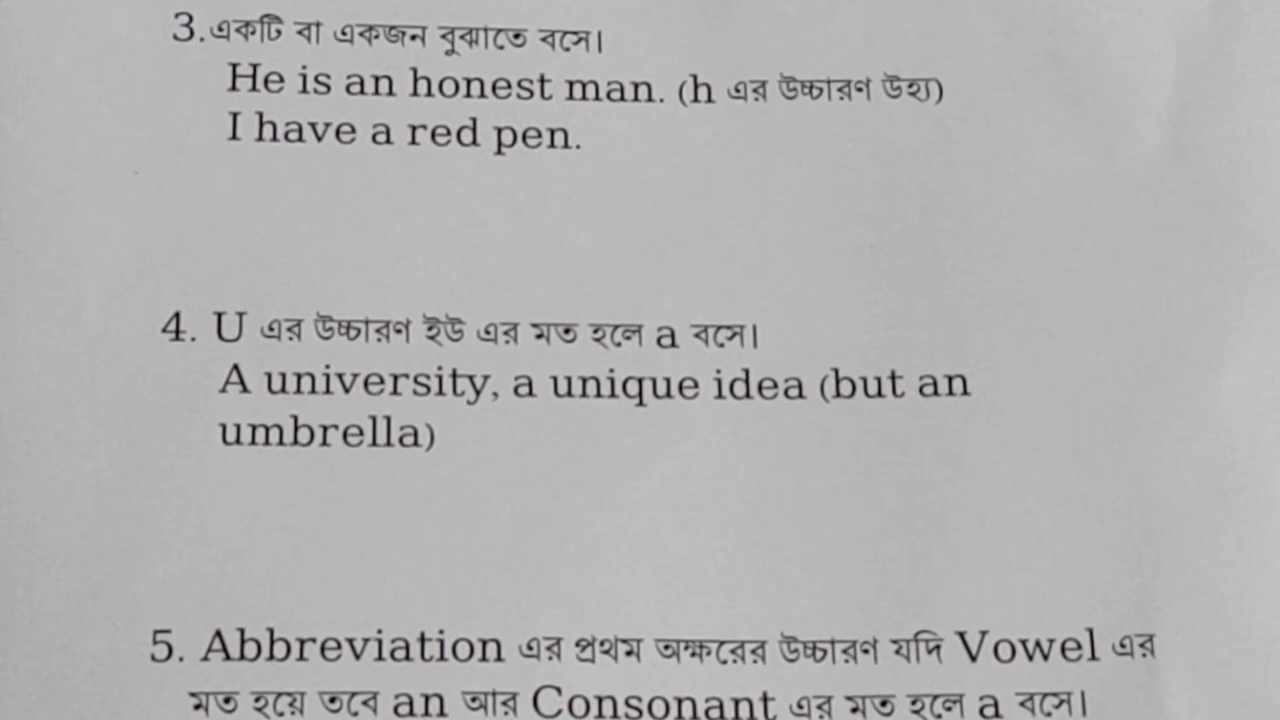 3.একটি বা একজন বুঝাতে বসে।
He is an honest man. (h এর উচ্চারণ উহ্য)
I have a red pen.
4. U এর উচ্চারণ ইউ এর মত হলে a বসে।
A university, a unique idea (but an
umbrella)
5. Abbreviation এর প্রথম অক্ষরের উচ্চারণ যদি Vowel এর
মত হয়ে তবে an আর Consonant এর মত হলে a বসে।